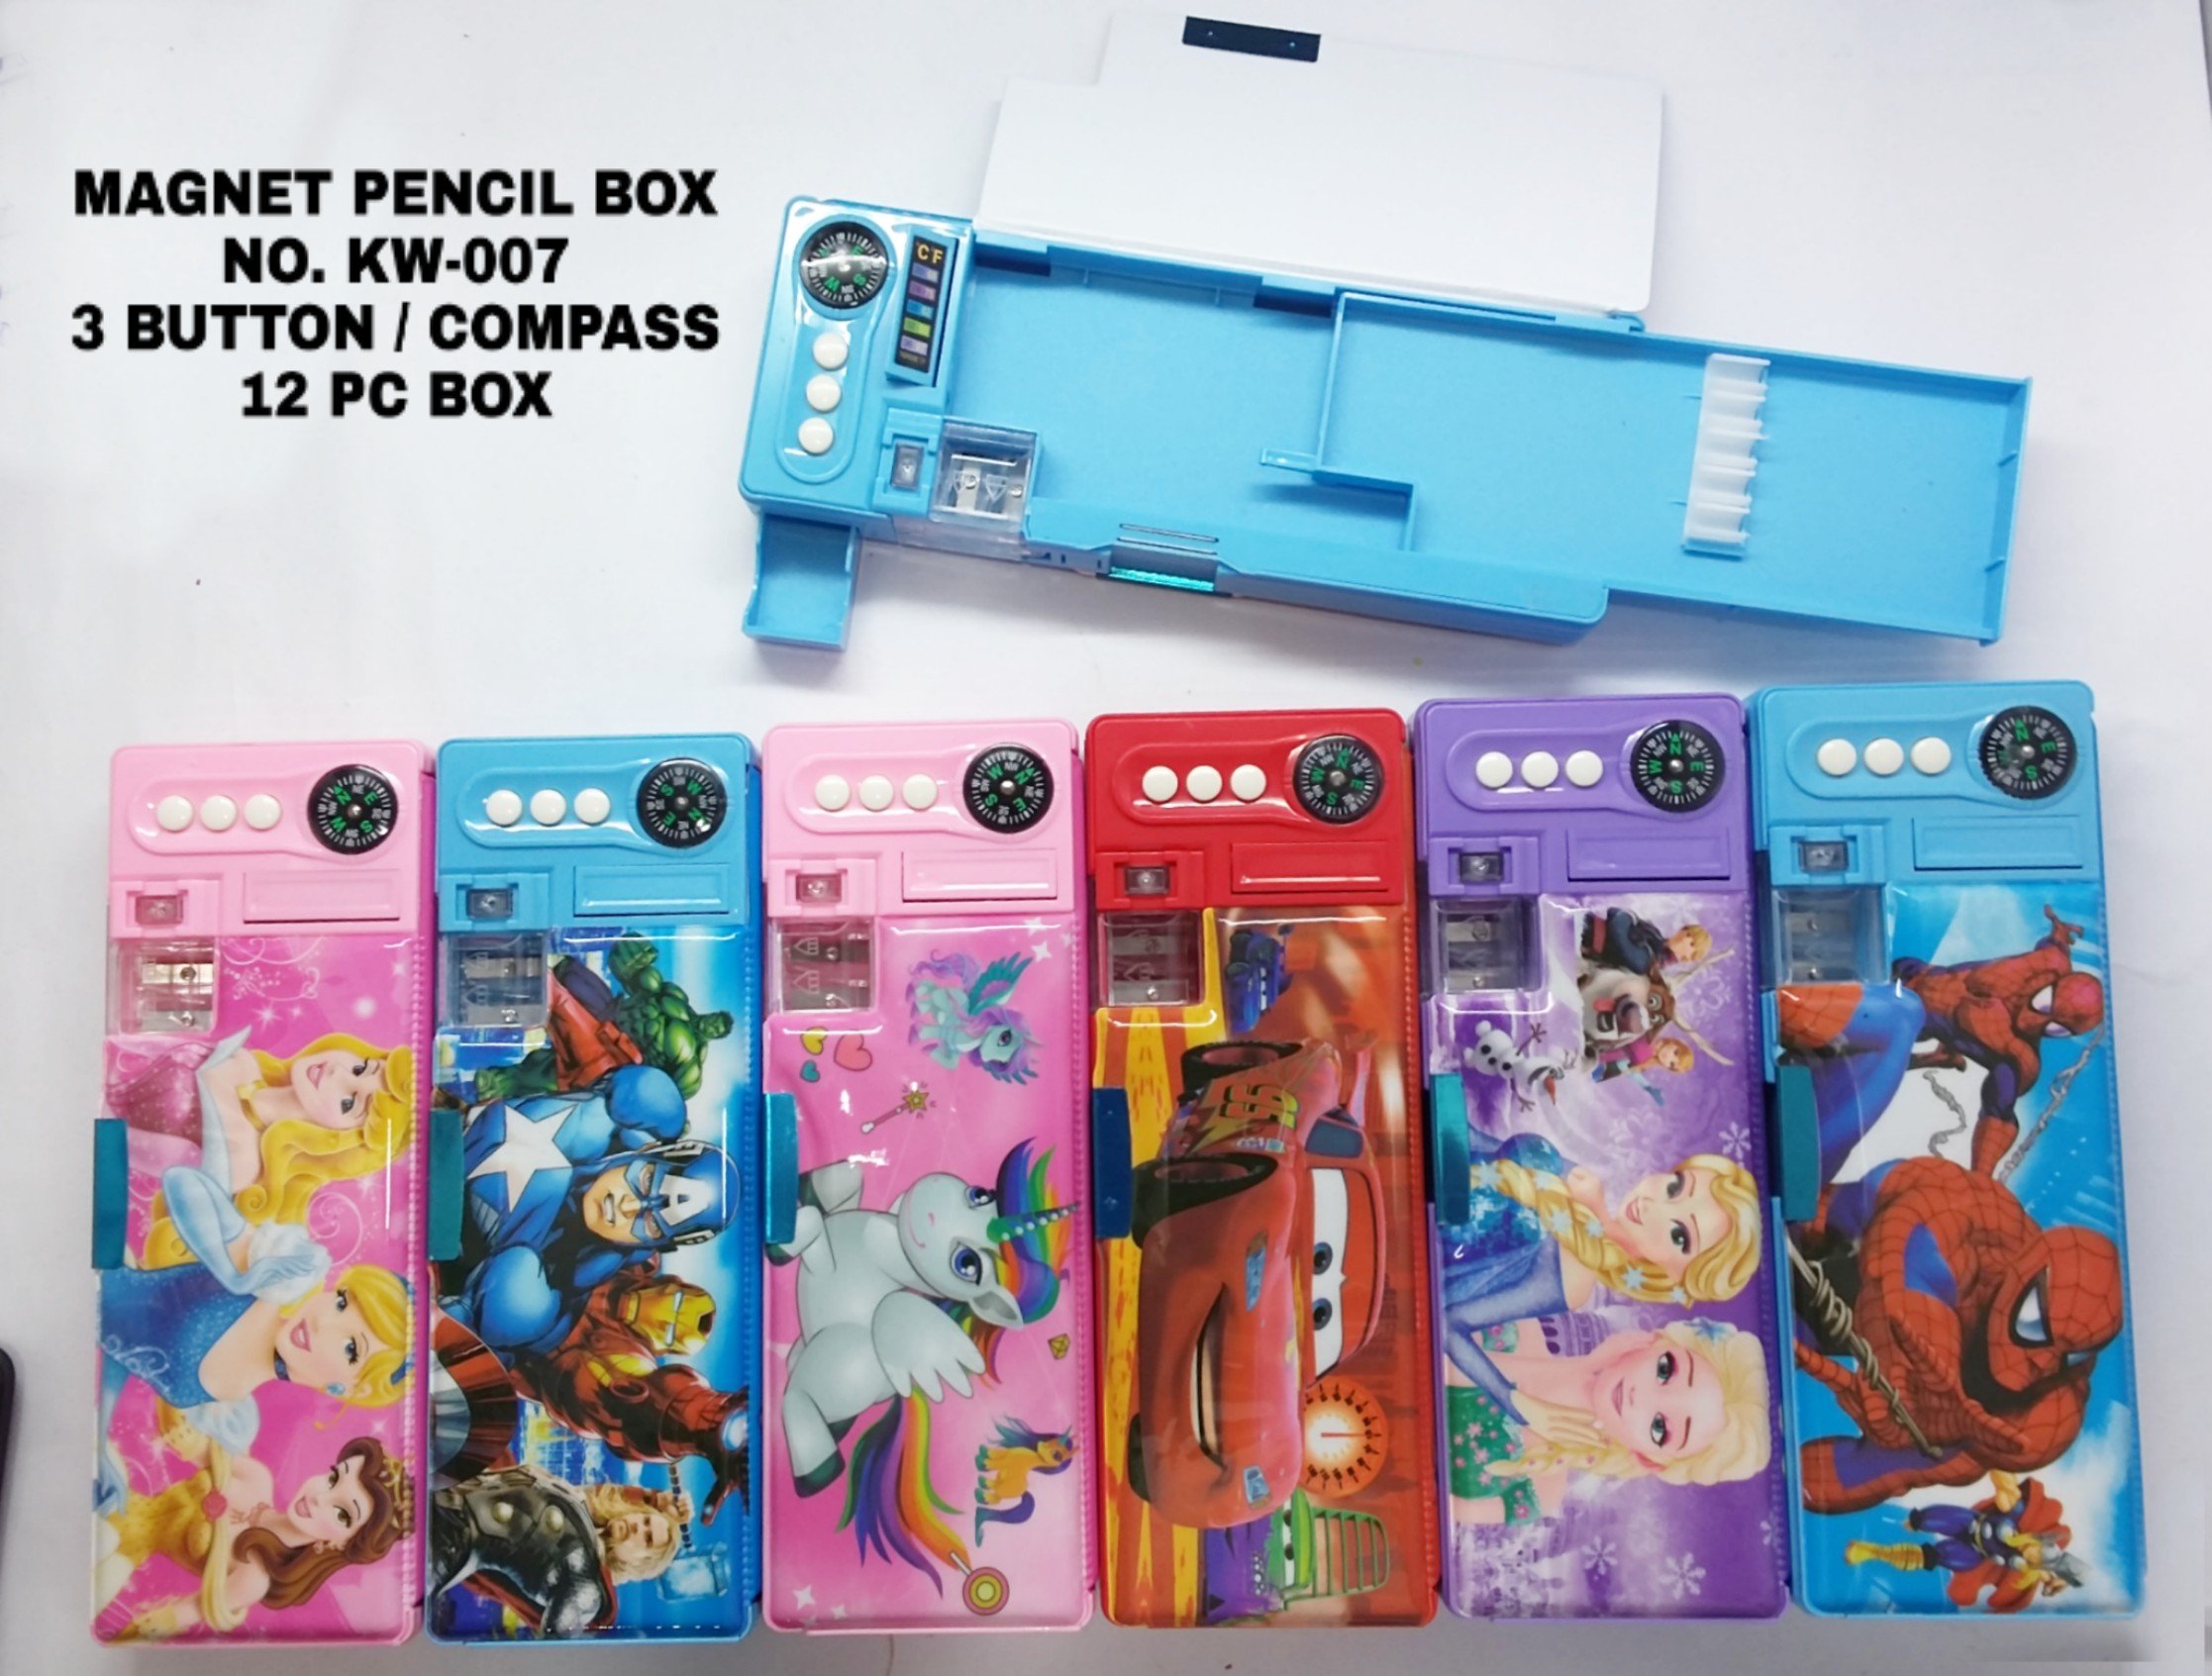 MAGNET PENCIL BOX
NO. KW-007
3 BUTTON / COMPASS
12 PC BOX
C F
A